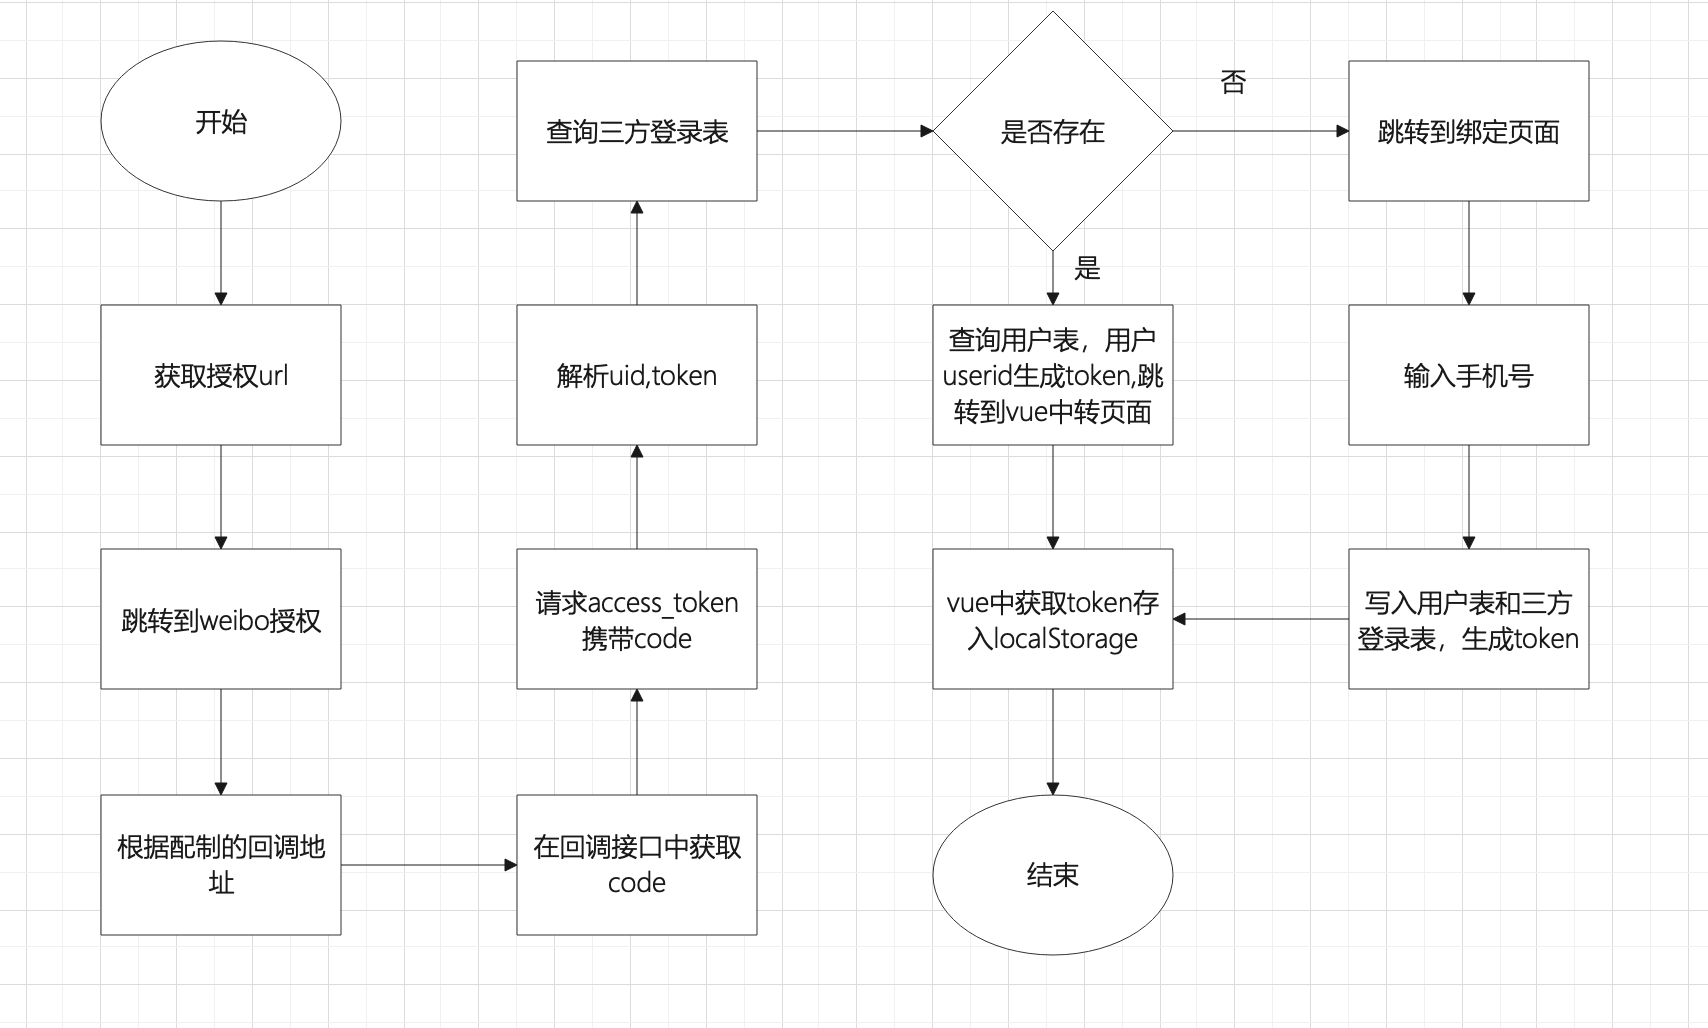 开始
获取授权url
跳转到weibo授权
根据配制的回调地
址
在回调接口中获取
code
请求access_token
携带code
解析uid,token
查询三方登录表
是否存在
否
是
跳转到绑定页面
输入手机号
写入用户表和三方
登录表，生成token
查询用户表，用户
userid生成token,跳
转到vue中转页面
vue中获取token存
入localStorage
结束